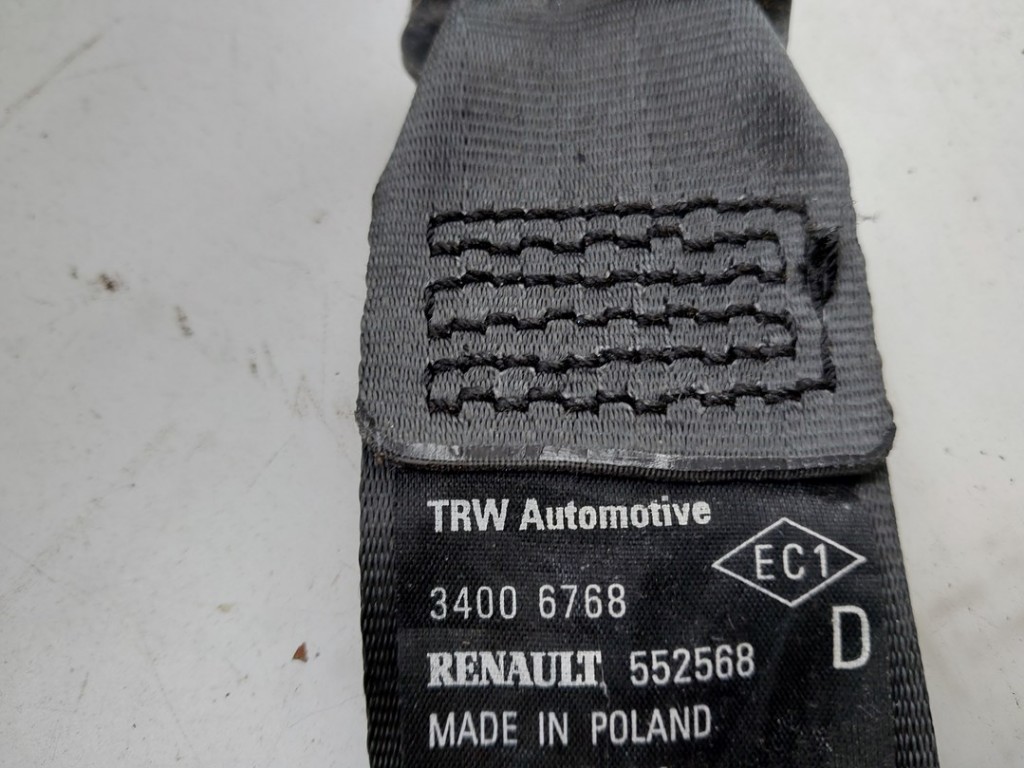 TRW Automotive
EC1
3400 6768
D
RENAULT 552568
MADE IN POLAND